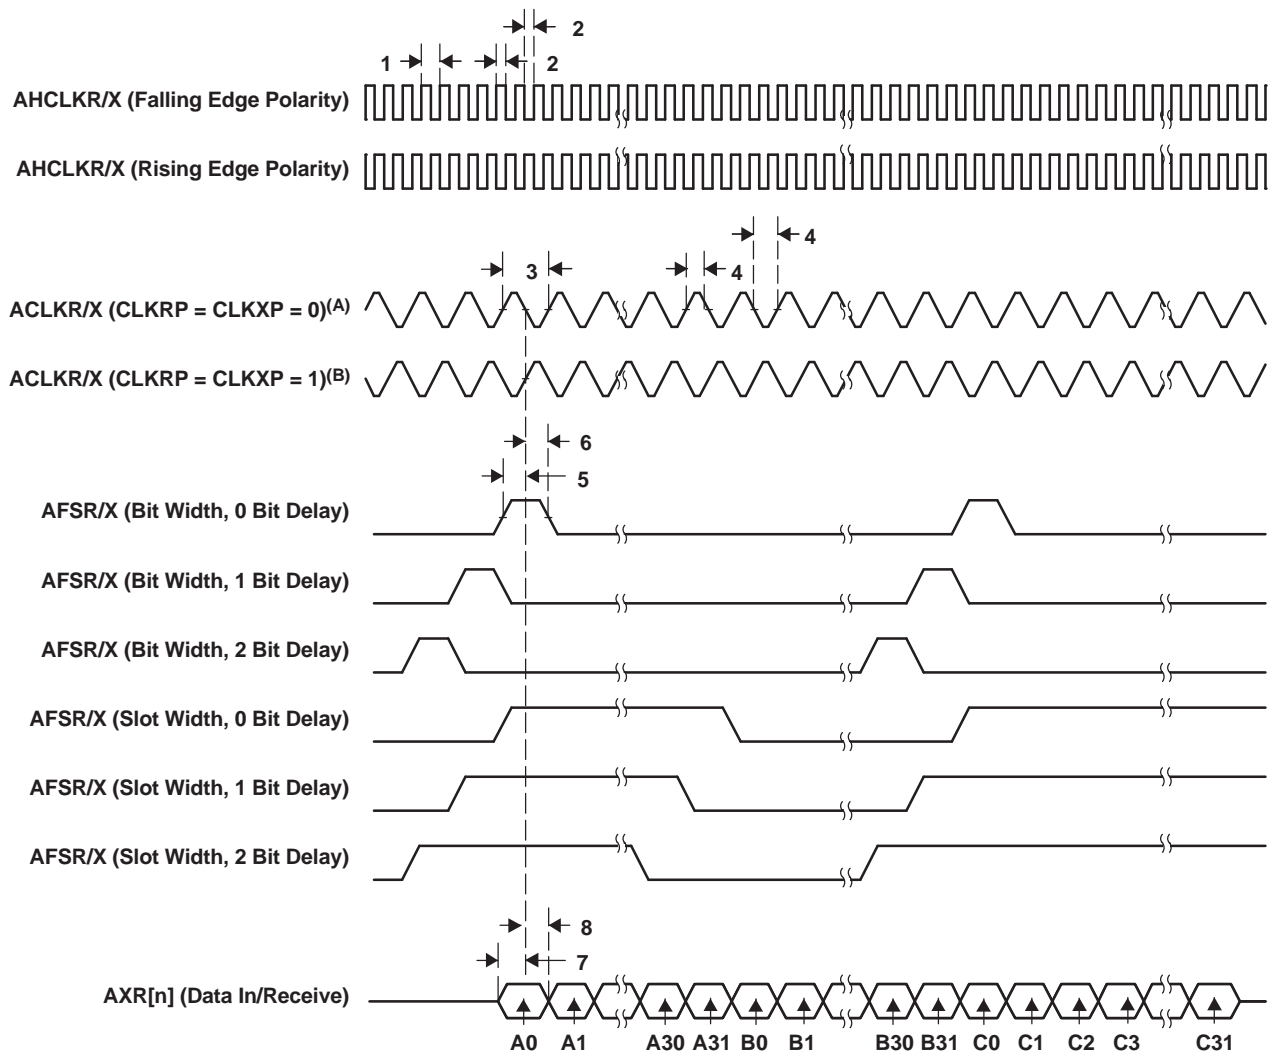 2
1
2
AHCLKR/X (Falling Edge Polarity)
AHCLKR/X (Rising Edge Polarity)
4
3
4
ACLKR/X (CLKRP = CLKXP = 0)(A)
ACLKR/X (CLKRP = CLKXP = 1)(B)
6
5
AFSR/X (Bit Width, 0 Bit Delay)
AFSR/X (Bit Width, 1 Bit Delay)
AFSR/X (Bit Width, 2 Bit Delay)
AFSR/X (Slot Width, 0 Bit Delay)
AFSR/X (Slot Width, 1 Bit Delay)
AFSR/X (Slot Width, 2 Bit Delay)
8
7
AXR[n] (Data In/Receive)
A0 A1 A30 A31 B0 B1 B30 B31 C0 C1 C2 C3 C31